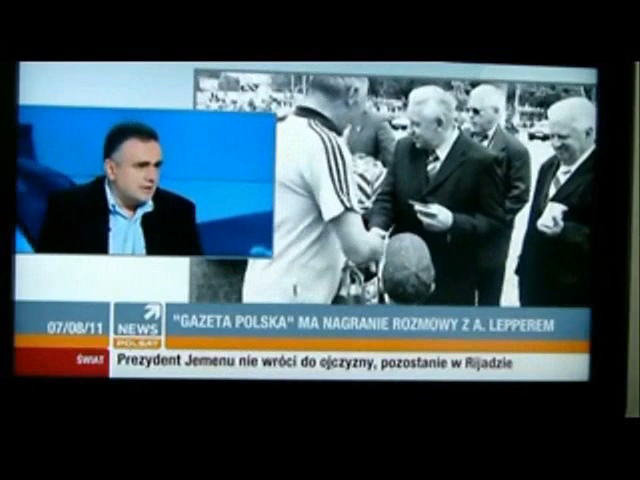 07/08/11
NEWS
POLSAT
"GAZETA POLSKA" MA NAGRANIE ROZMOWY Z A. LEPPEREM
ŚWIAT
Prezydent Jemenu nie wróci do ojczyzny, pozostanie w Rijadzie